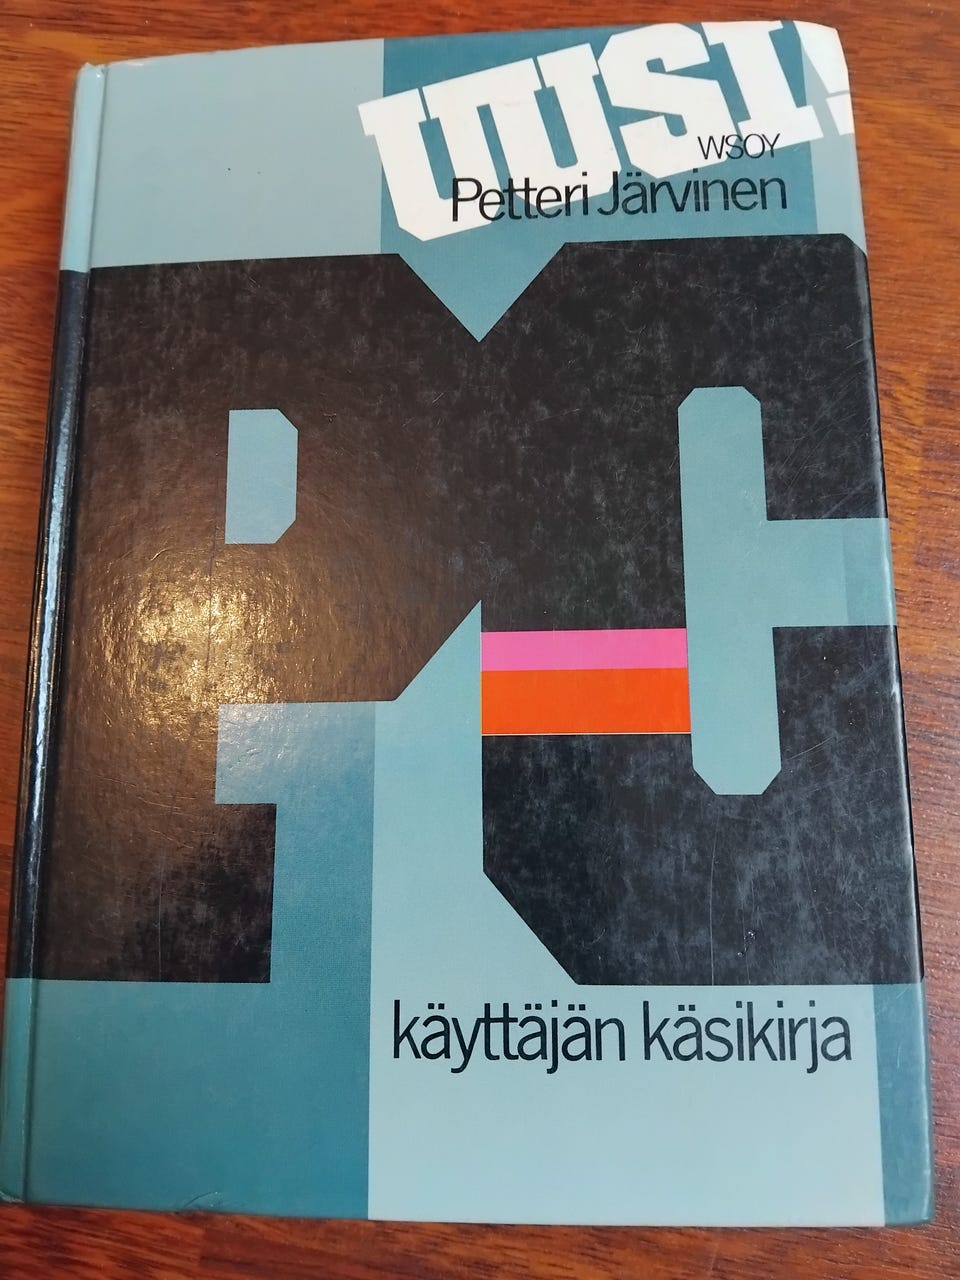 UUSI!
WSOY
Petteri Järvinen
PC
käyttäjän käsikirja